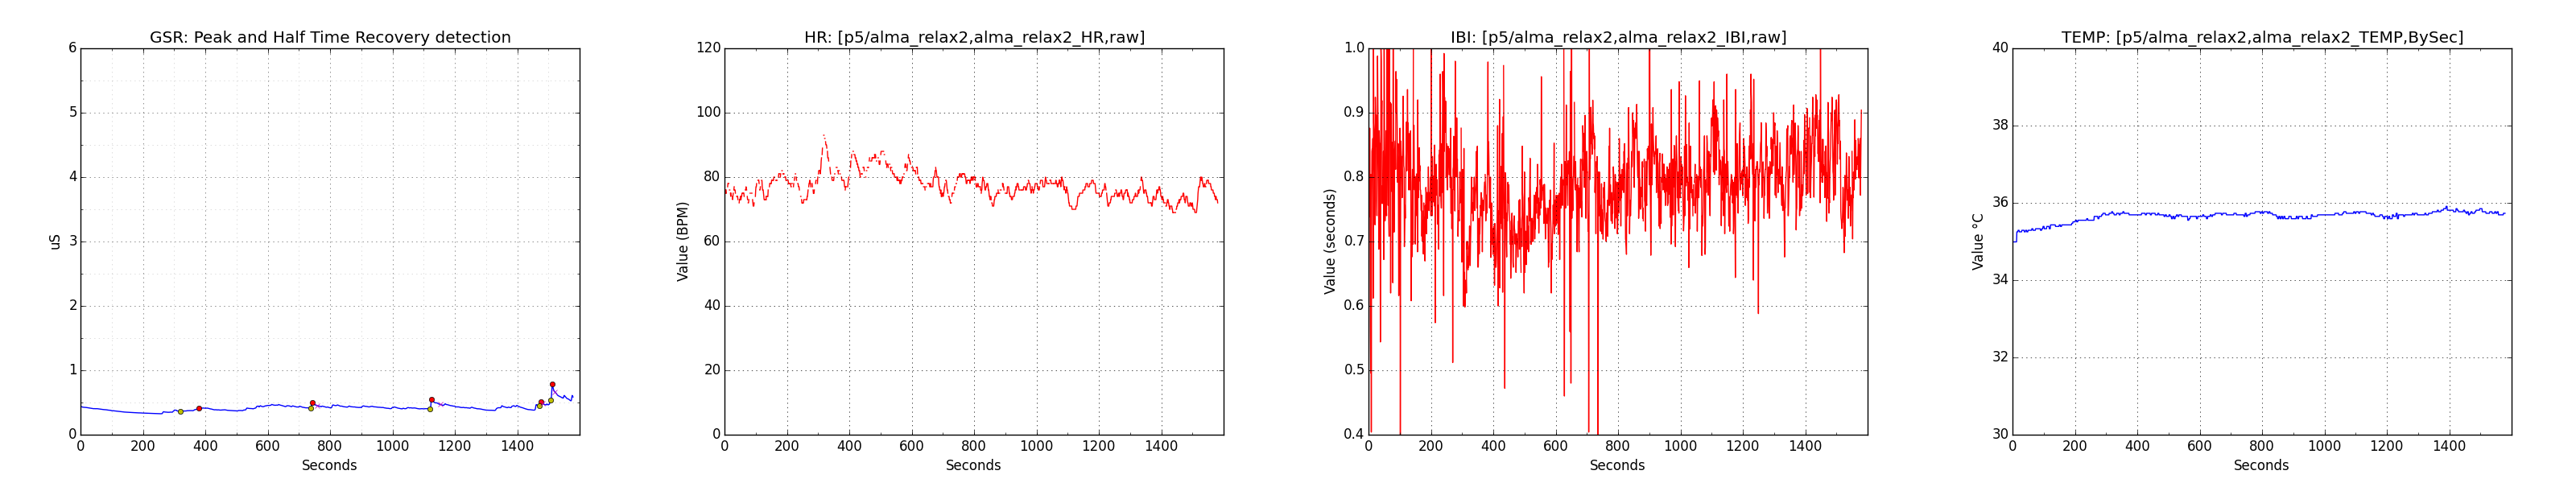 GSR: Peak and Half Time Recovery detection
6
5
4
3
2
1
0
uS
0 200 400 600 800 1000 1200 1400
Seconds
HR: [p5/alma_relax2,alma_relax2_HR,raw]
120
100
80
60
40
20
0
Value (BPM)
0 200 400 600 800 1000 1200 1400
Seconds
IBI: [p5/alma_relax2,alma_relax2_IBI,raw]
1.0
0.9
0.8
0.7
0.6
0.5
0.4
Value (seconds)
0 200 400 600 800 1000 1200 1400
Seconds
TEMP: [p5/alma_relax2,alma_relax2_TEMP,BySec]
40
38
36
34
32
30
Value °C
0 200 400 600 800 1000 1200 1400
Seconds